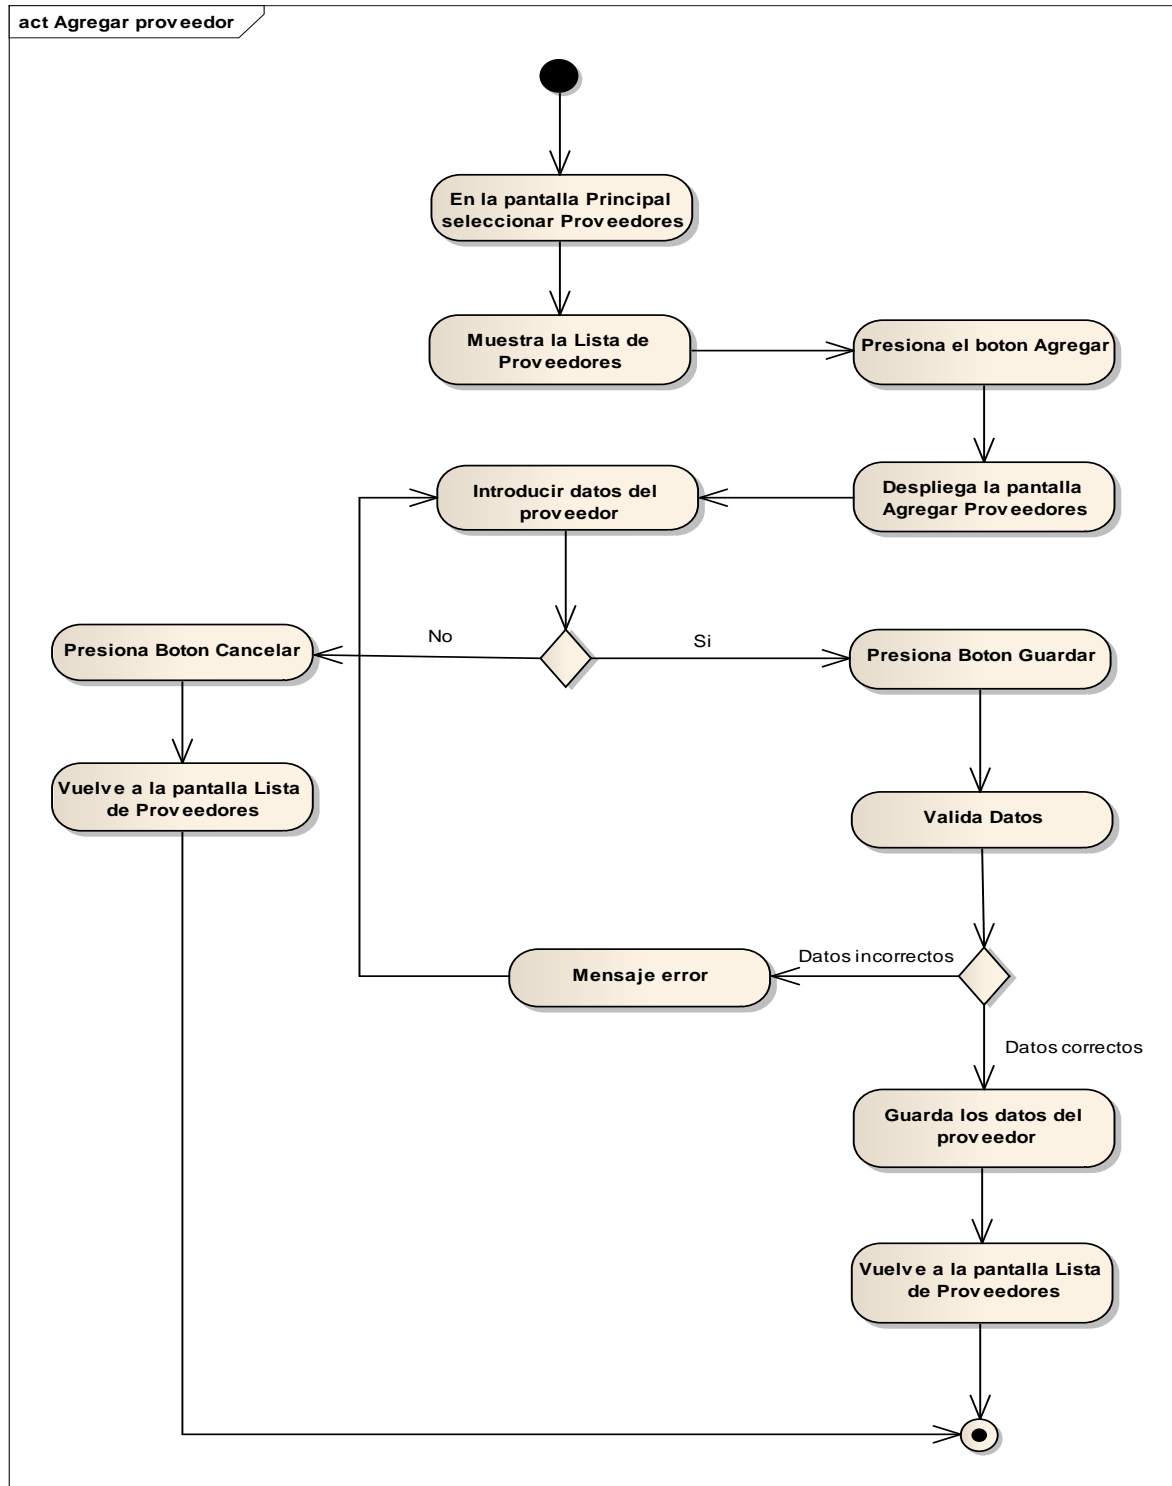 act Agregar proveedor
En la pantalla Principal
seleccionar Proveedores
Muestra la Lista de
Proveedores
Presiona el boton Agregar
Despliega la pantalla
Agregar Proveedores
Introducir datos del
proveedor
No
Si
Presiona Boton Cancelar
Presiona Boton Guardar
Vuelve a la pantalla Lista
de Proveedores
Valida Datos
Datos incorrectos
Mensaje error
Datos correctos
Guarda los datos del
proveedor
Vuelve a la pantalla Lista
de Proveedores